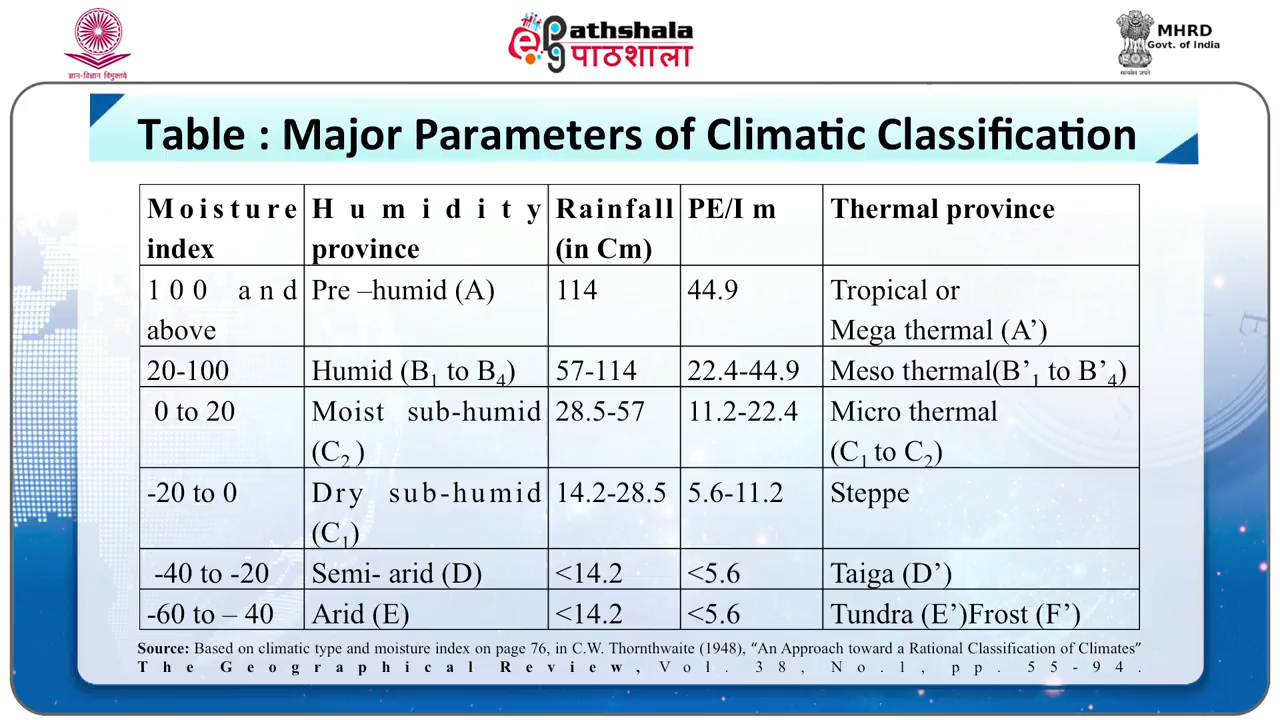 ज्ञान-विज्ञान विमुक्तये
epathshala
पाठशाला
MHRD
Govt. of India
सत्यमेव जयते
Table : Major Parameters of Climatic Classification
Moisture index | Humidity province | Rainfall (in Cm) | PE/I m | Thermal province
100 and above | Pre –humid (A) | 114 | 44.9 | Tropical or Mega thermal (A’)
20-100 | Humid (B₁ to B₄) | 57-114 | 22.4-44.9 | Meso thermal(B’₁ to B’₄)
0 to 20 | Moist sub-humid (C₂ ) | 28.5-57 | 11.2-22.4 | Micro thermal (C₁ to C₂)
-20 to 0 | Dry sub-humid (C₁) | 14.2-28.5 | 5.6-11.2 | Steppe
-40 to -20 | Semi- arid (D) | <14.2 | <5.6 | Taiga (D’)
-60 to – 40 | Arid (E) | <14.2 | <5.6 | Tundra (E’)Frost (F’)
Source: Based on climatic type and moisture index on page 76, in C.W. Thornthwaite (1948), “An Approach toward a Rational Classification of Climates”
The Geographical Review, Vol. 38, No.1, pp. 55-94.